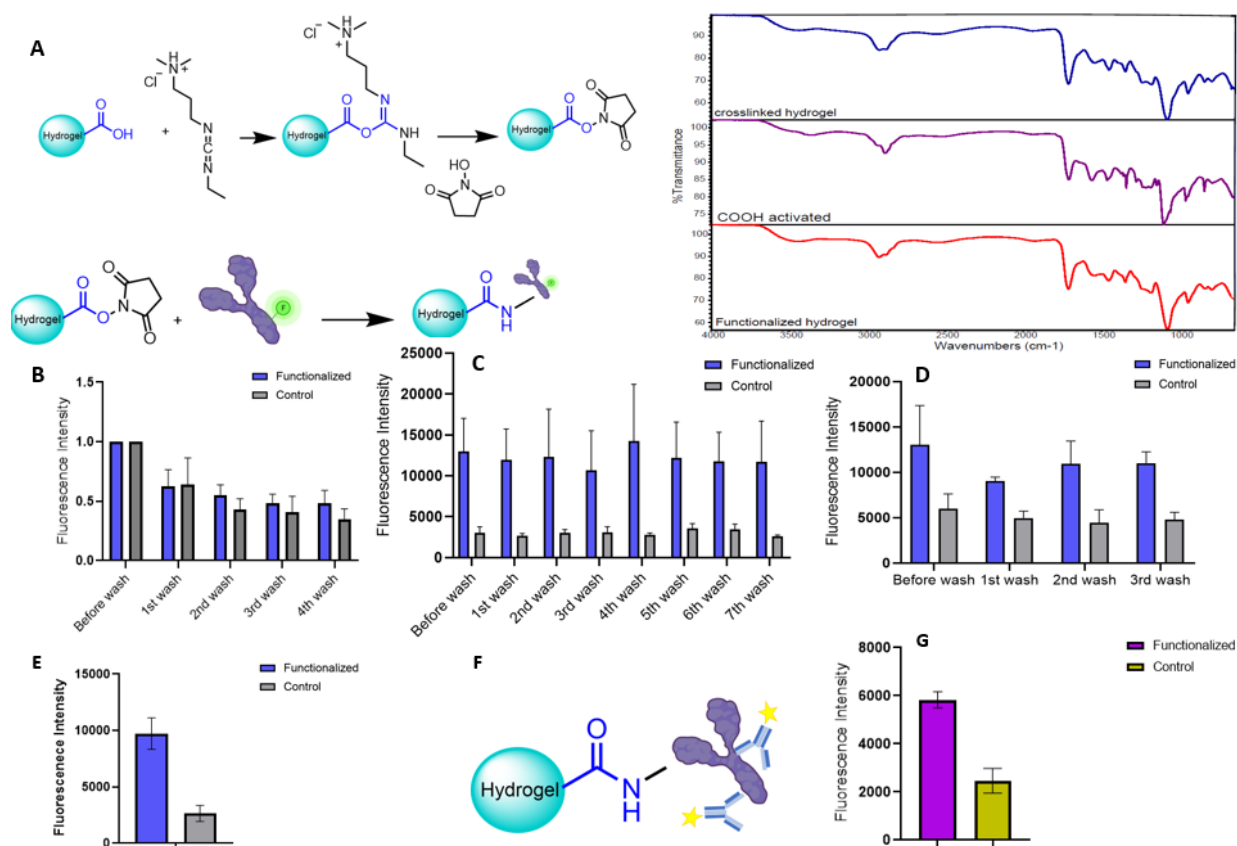 A
Hydrogel
O
OH
+
H
N
+
Cl⁻
N
C
N
Cl⁻
H
N
+
N
O
O
NH
Hydrogel
HO
N
O
O
Hydrogel
O
O
N
O
O
Hydrogel
O
O
N
O
O
+
F
Hydrogel
O
N
H
F
%Transmittance
90
80
70
60
crosslinked hydrogel
100
95
90
85
80
75
COOH activated
100
90
80
70
60
Functionalized hydrogel
4000
3000
2000
1500
1000
Wavenumbers (cm-1)
B
Functionalized
Control
Fluorescence Intensity
1.5
1.0
0.5
0.0
Before wash
1st wash
2nd wash
3rd wash
4th wash
C
Functionalized
Control
Fluorescence Intensity
25000
20000
15000
10000
5000
0
Before wash
1st wash
2nd wash
3rd wash
4th wash
5th wash
6th wash
7th wash
D
Functionalized
Control
Fluorescence Intensity
20000
15000
10000
5000
0
Before wash 1st wash 2nd wash 3rd wash
E
Functionalized
Control
Fluorescenece Intensity
15000
10000
5000
0
F
Hydrogel
O
N
H
G
Functionalized
Control
Fluorescence Intensity
8000
6000
4000
2000
0